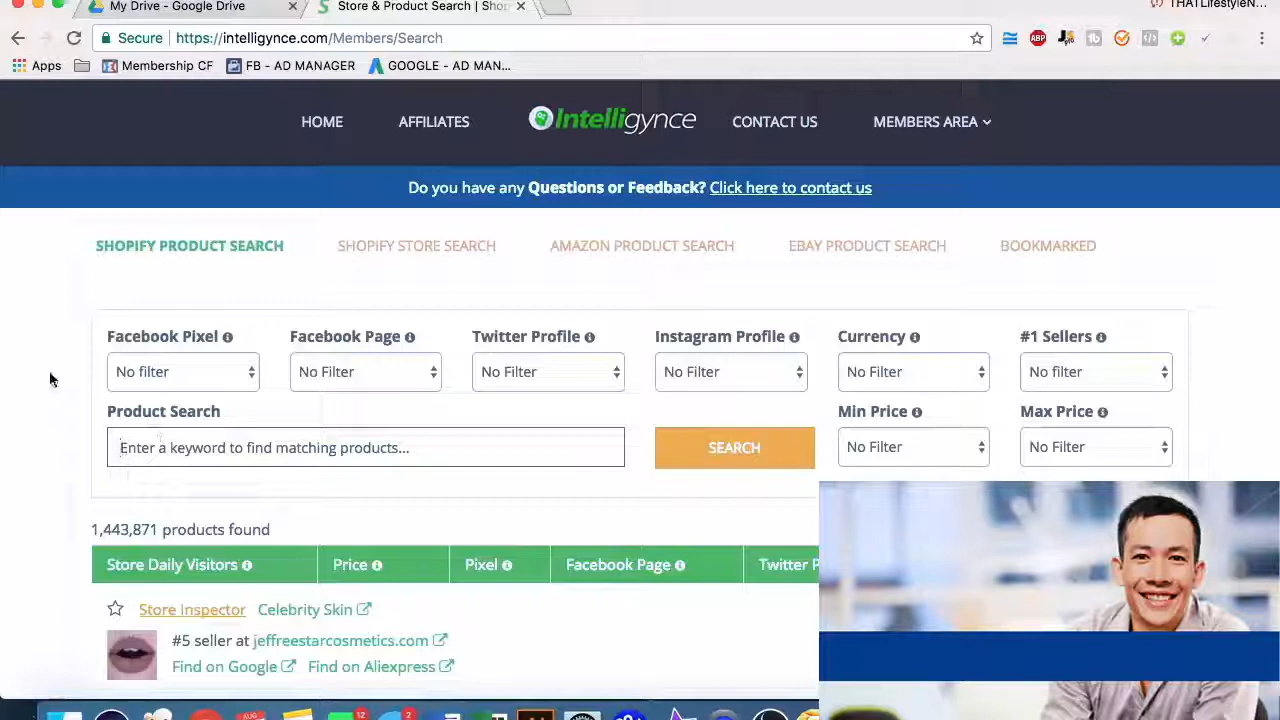 My Drive - Google Drive × Store & Product Search | Shop × THATLifestyleN...
Secure https://intelligynce.com/Members/Search
Apps Membership CF FB - AD MANAGER GOOGLE - AD MAN...
HOME AFFILIATES Intelligynce CONTACT US MEMBERS AREA
Do you have any Questions or Feedback? Click here to contact us
SHOPIFY PRODUCT SEARCH SHOPIFY STORE SEARCH AMAZON PRODUCT SEARCH EBAY PRODUCT SEARCH BOOKMARKED
Facebook Pixel Facebook Page Twitter Profile Instagram Profile Currency #1 Sellers
No filter No Filter No Filter No Filter No Filter No filter
Product Search Min Price Max Price
Enter a keyword to find matching products... SEARCH No Filter No Filter
1,443,871 products found
Store Daily Visitors Price Pixel Facebook Page Twitter P
Store Inspector Celebrity Skin
#5 seller at jeffreestarcosmetics.com
Find on Google Find on Aliexpress
AUG 12 2